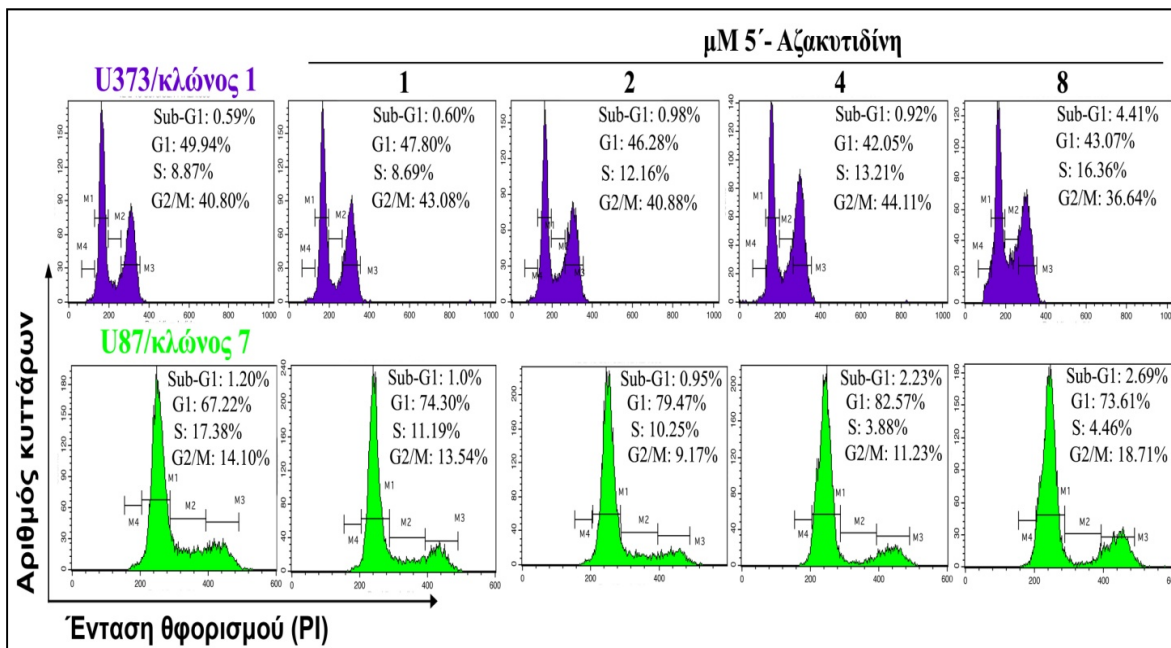 μΜ 5΄- Αζακυτιδίνη
U373/κλώνος 1
1
2
4
8
Sub-G1: 0.59%
G1: 49.94%
S: 8.87%
G2/M: 40.80%
Sub-G1: 0.60%
G1: 47.80%
S: 8.69%
G2/M: 43.08%
Sub-G1: 0.98%
G1: 46.28%
S: 12.16%
G2/M: 40.88%
Sub-G1: 0.92%
G1: 42.05%
S: 13.21%
G2/M: 44.11%
Sub-G1: 4.41%
G1: 43.07%
S: 16.36%
G2/M: 36.64%
U87/κλώνος 7
Sub-G1: 1.20%
G1: 67.22%
S: 17.38%
G2/M: 14.10%
Sub-G1: 1.0%
G1: 74.30%
S: 11.19%
G2/M: 13.54%
Sub-G1: 0.95%
G1: 79.47%
S: 10.25%
G2/M: 9.17%
Sub-G1: 2.23%
G1: 82.57%
S: 3.88%
G2/M: 11.23%
Sub-G1: 2.69%
G1: 73.61%
S: 4.46%
G2/M: 18.71%
M1
M2
M3
M4
Αριθμός κυττάρων
Ένταση θφορισμού (PI)